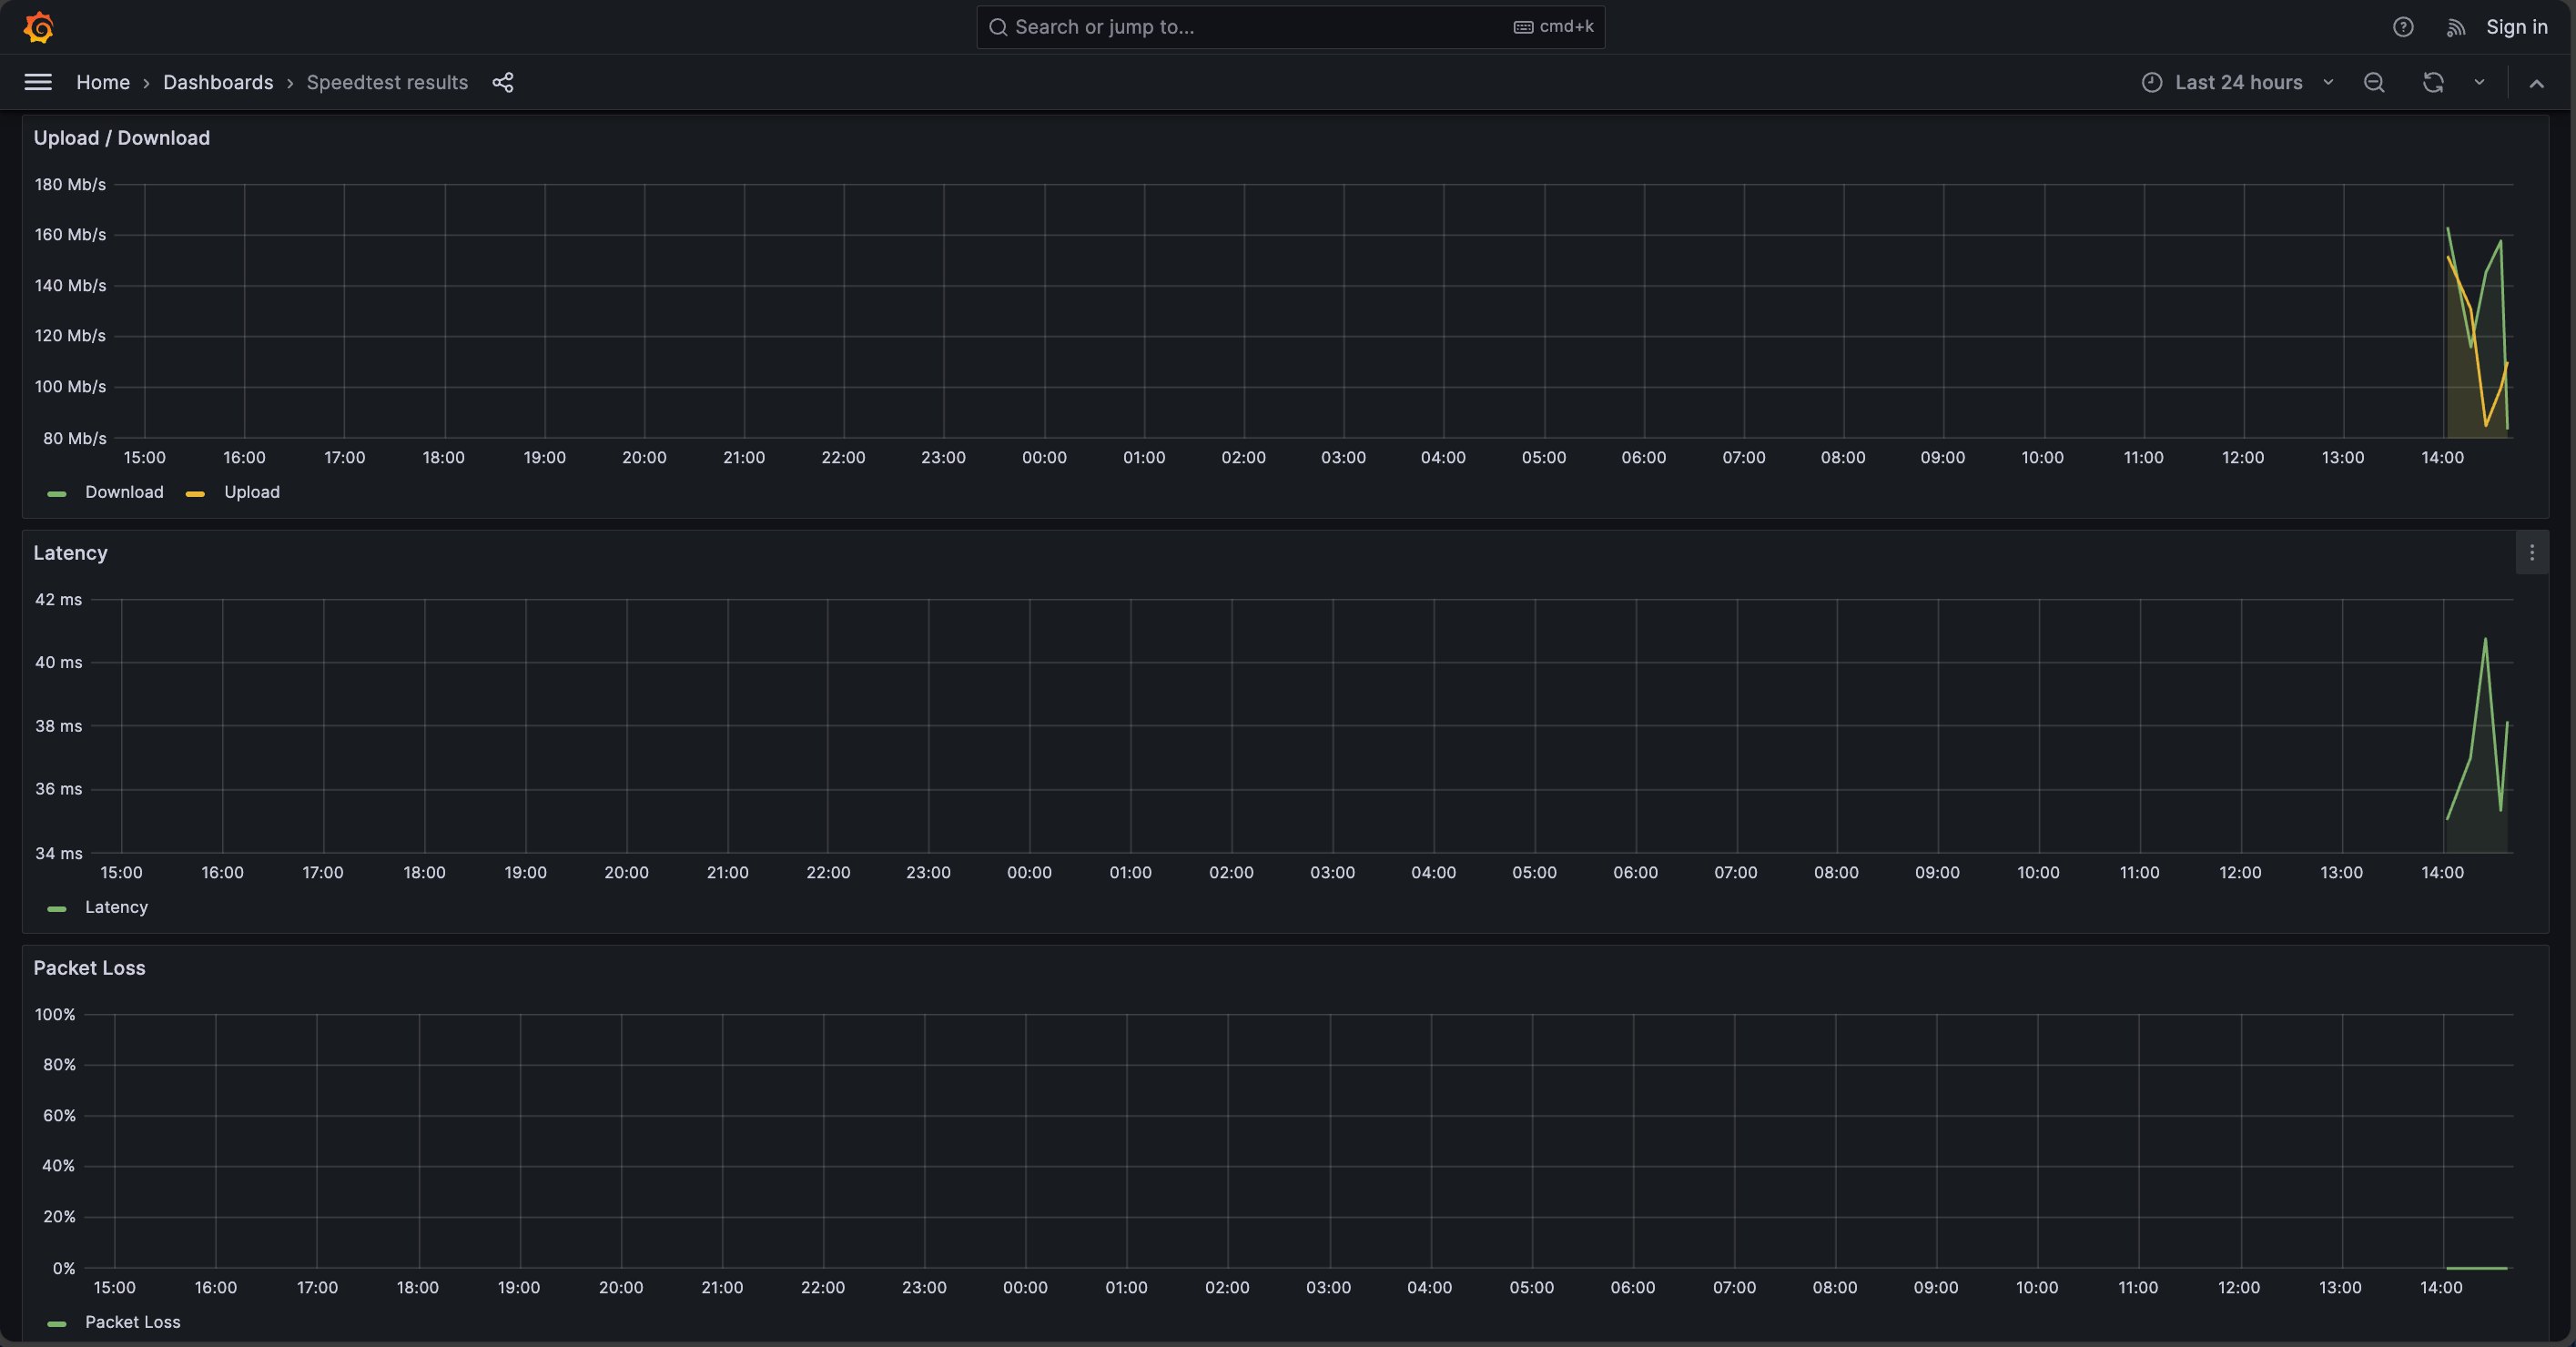 Search or jump to... cmd+k Sign in
Home › Dashboards › Speedtest results Last 24 hours
Upload / Download
180 Mb/s
160 Mb/s
140 Mb/s
120 Mb/s
100 Mb/s
80 Mb/s
15:00 16:00 17:00 18:00 19:00 20:00 21:00 22:00 23:00 00:00 01:00 02:00 03:00 04:00 05:00 06:00 07:00 08:00 09:00 10:00 11:00 12:00 13:00 14:00
Download Upload
Latency
42 ms
40 ms
38 ms
36 ms
34 ms
15:00 16:00 17:00 18:00 19:00 20:00 21:00 22:00 23:00 00:00 01:00 02:00 03:00 04:00 05:00 06:00 07:00 08:00 09:00 10:00 11:00 12:00 13:00 14:00
Latency
Packet Loss
100%
80%
60%
40%
20%
0%
15:00 16:00 17:00 18:00 19:00 20:00 21:00 22:00 23:00 00:00 01:00 02:00 03:00 04:00 05:00 06:00 07:00 08:00 09:00 10:00 11:00 12:00 13:00 14:00
Packet Loss